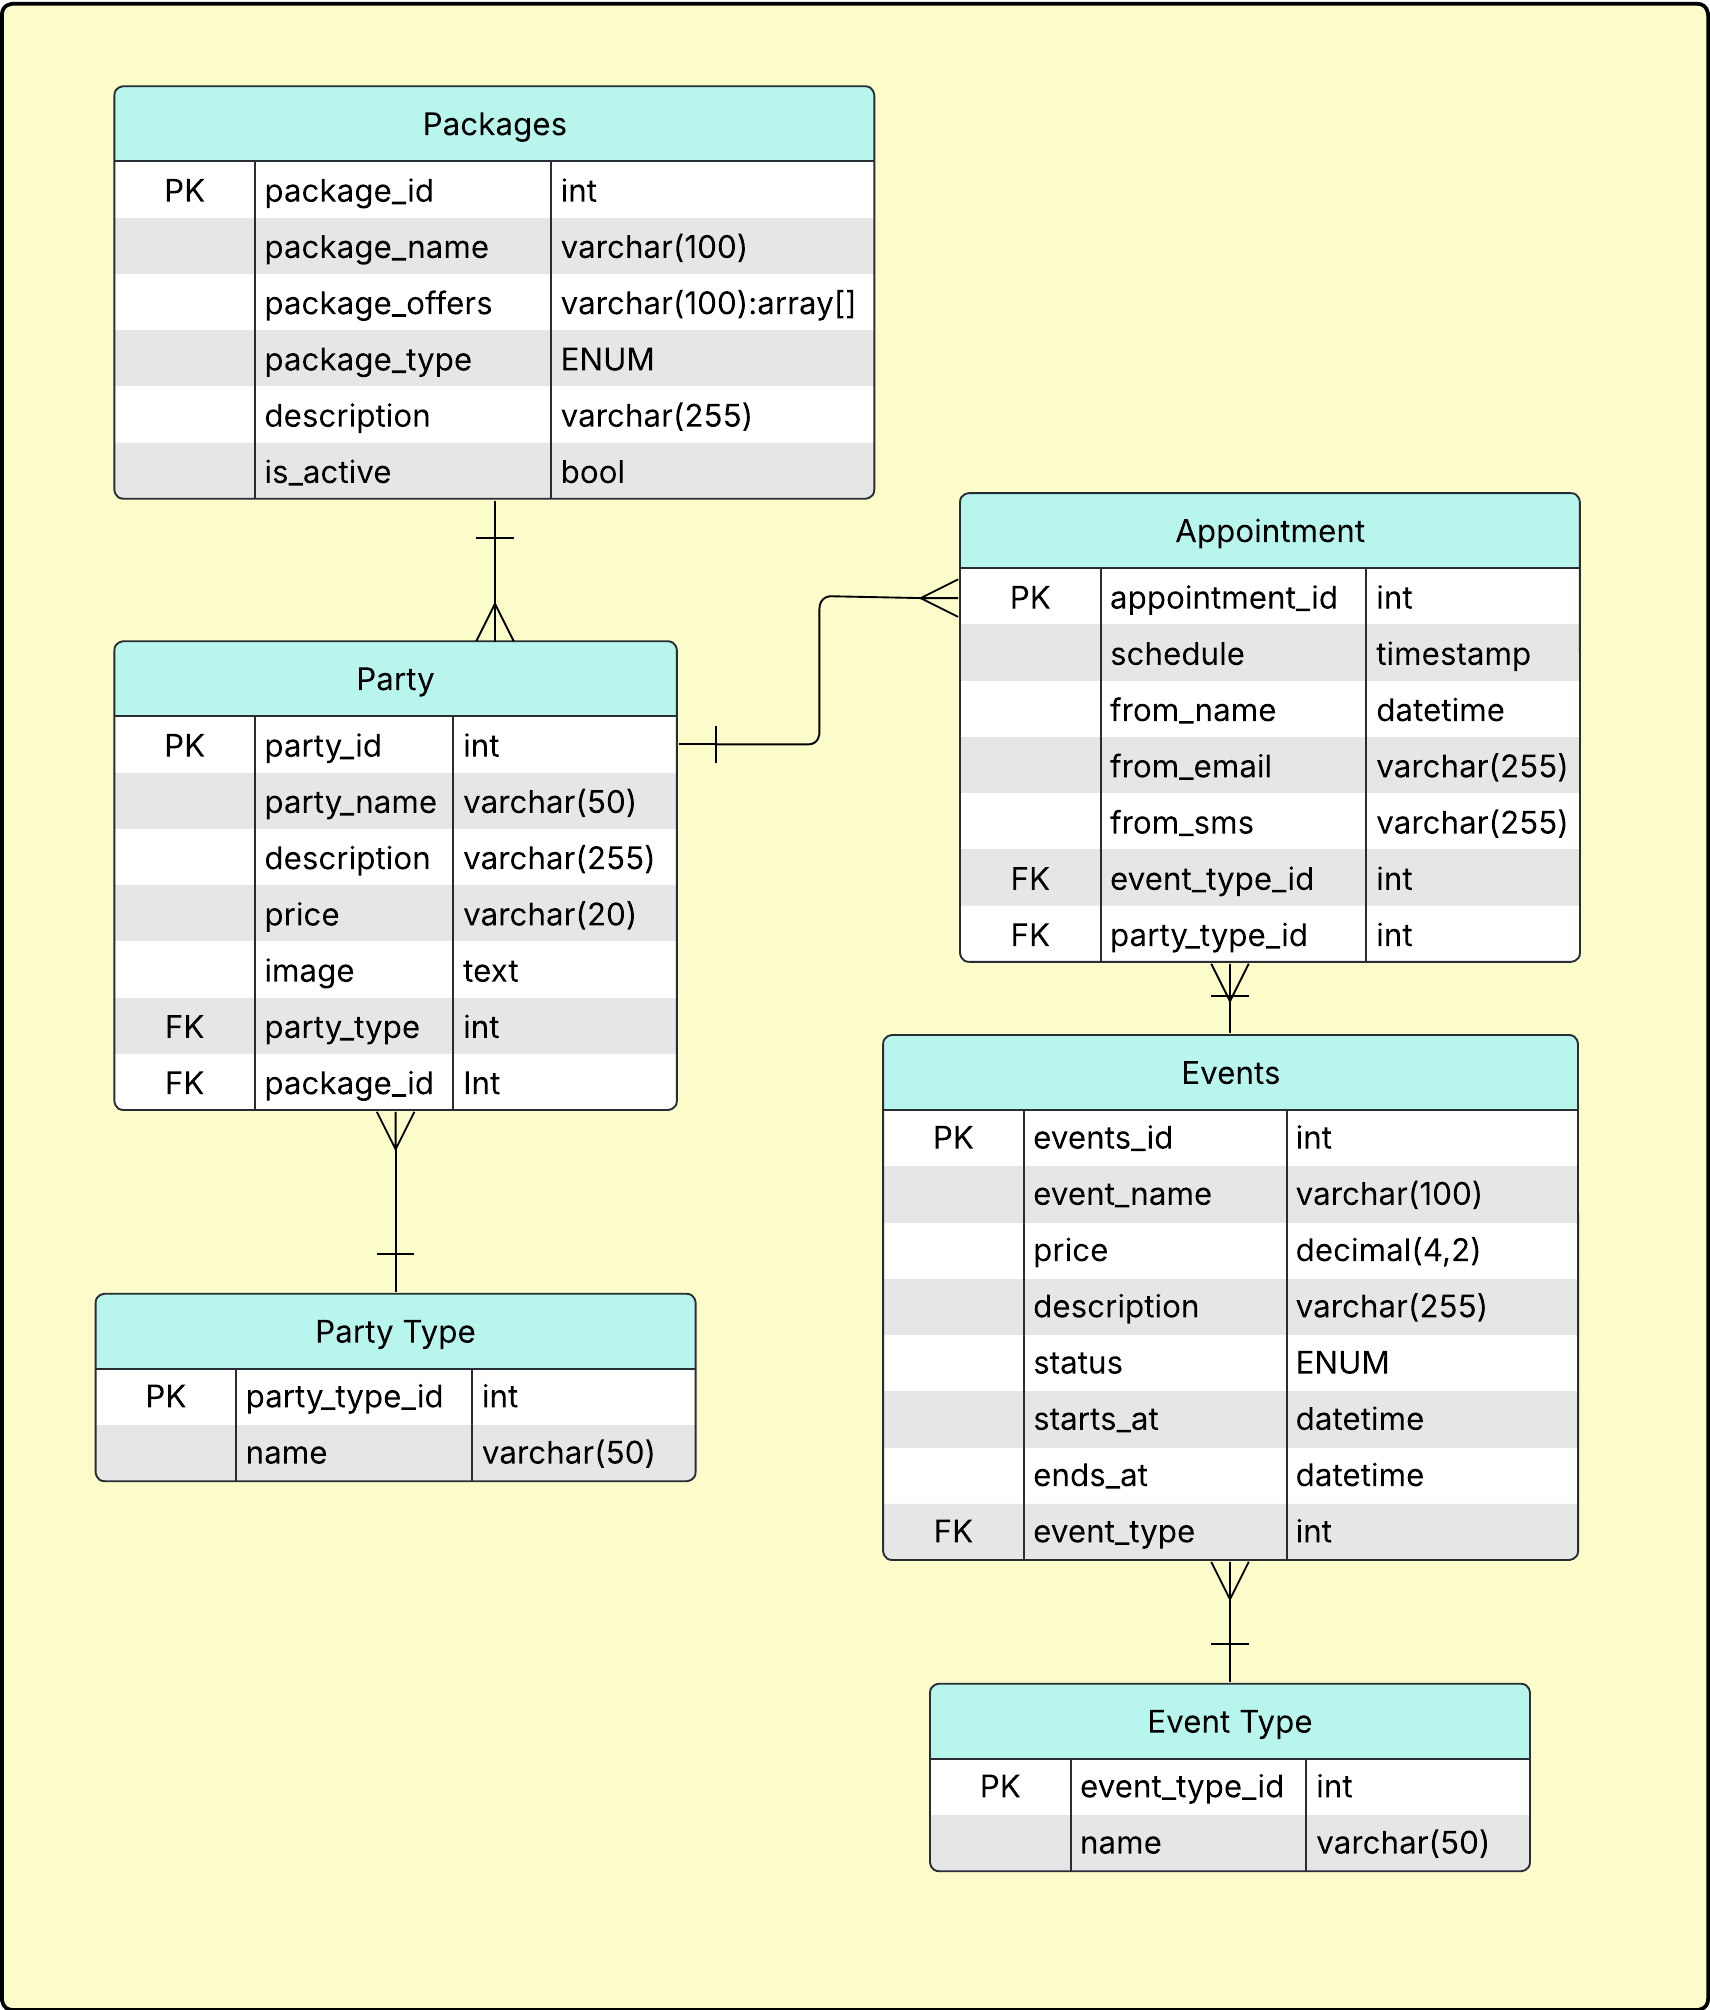 Packages
PK package_id int
package_name varchar(100)
package_offers varchar(100):array[]
package_type ENUM
description varchar(255)
is_active bool
Appointment
PK appointment_id int
schedule timestamp
from_name datetime
from_email varchar(255)
from_sms varchar(255)
FK event_type_id int
FK party_type_id int
Party
PK party_id int
party_name varchar(50)
description varchar(255)
price varchar(20)
image text
FK party_type int
FK package_id Int
Events
PK events_id int
event_name varchar(100)
price decimal(4,2)
description varchar(255)
status ENUM
starts_at datetime
ends_at datetime
FK event_type int
Party Type
PK party_type_id int
name varchar(50)
Event Type
PK event_type_id int
name varchar(50)